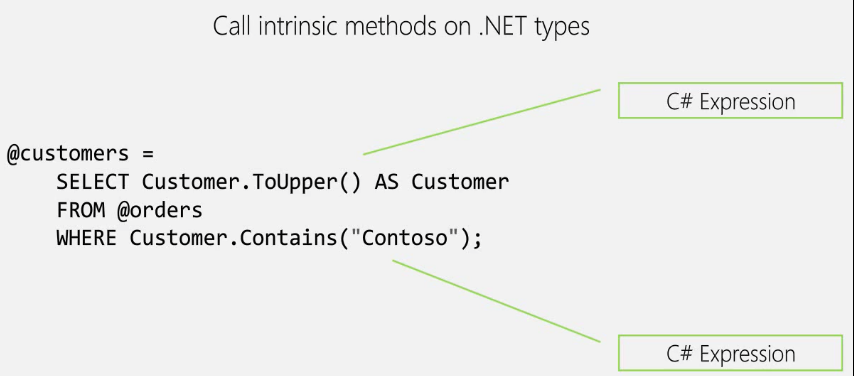 Call intrinsic methods on .NET types
C# Expression
@customers =
SELECT Customer.ToUpper() AS Customer
FROM @orders
WHERE Customer.Contains("Contoso");
C# Expression